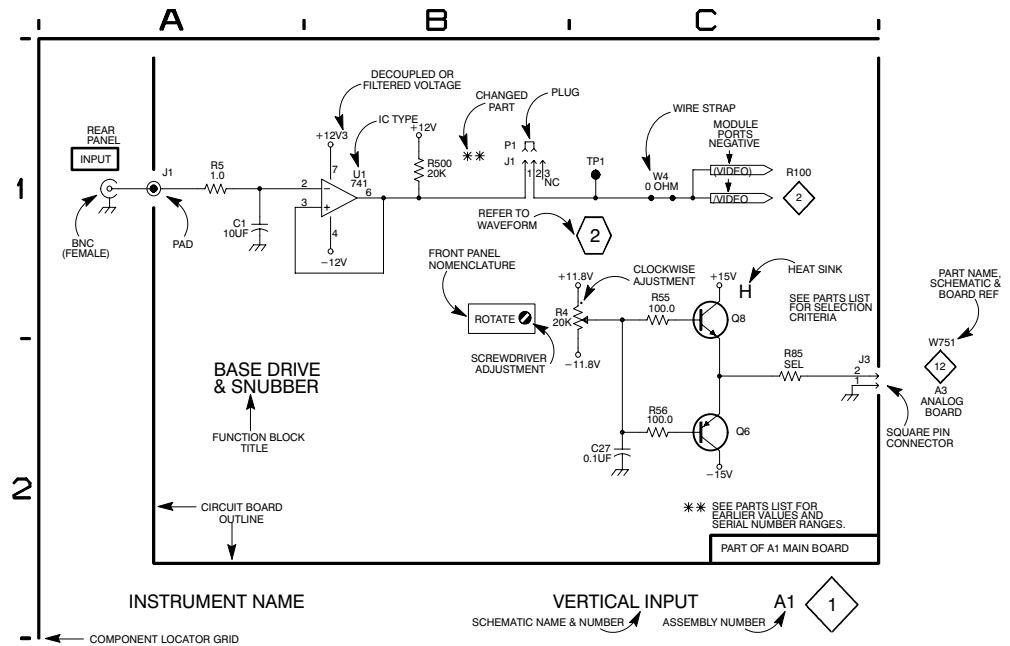 A
B
C
1
2
DECOUPLED OR
FILTERED VOLTAGE
CHANGED
PART
PLUG
WIRE STRAP
MODULE
PORTS
NEGATIVE
REAR
PANEL
INPUT
+12V3
IC TYPE
+12V
P1
J1
1
2
3
NC
TP1
W4
0 OHM
(VIDEO)
/VIDEO
R100
2
J1
R5
1.0
7
U1
741
R500
20K
**
2
3
6
4
−12V
C1
10UF
BNC
(FEMALE)
PAD
REFER TO
WAVEFORM
2
FRONT PANEL
NOMENCLATURE
+11.8V
CLOCKWISE
AJUSTMENT
+15V
H
HEAT SINK
PART NAME,
SCHEMATIC &
BOARD REF
ROTATE
R4
20K
R55
100.0
Q8
SEE PARTS LIST
FOR SELECTION
CRITERIA
SCREWDRIVER
ADJUSTMENT
−11.8V
R85
SEL
J3
2
1
W751
12
A3
ANALOG
BOARD
BASE DRIVE
& SNUBBER
FUNCTION BLOCK
TITLE
R56
100.0
Q6
C27
0.1UF
−15V
SQUARE PIN
CONNECTOR
CIRCUIT BOARD
OUTLINE
** SEE PARTS LIST FOR
EARLIER VALUES AND
SERIAL NUMBER RANGES.
PART OF A1 MAIN BOARD
INSTRUMENT NAME
VERTICAL INPUT
A1
1
SCHEMATIC NAME & NUMBER
ASSEMBLY NUMBER
COMPONENT LOCATOR GRID